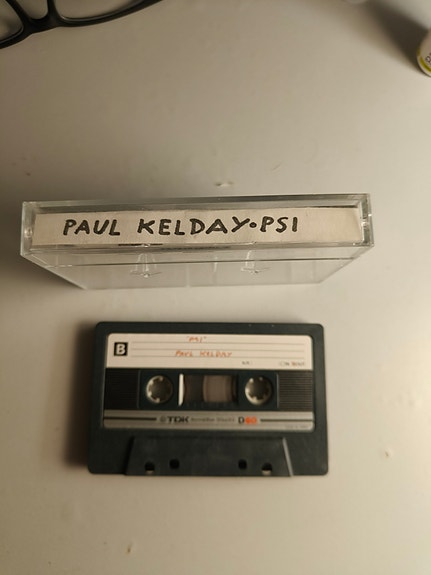 PAUL KELDAY·PSI
"PSI"
B
PAUL KELDAY
TDK D60